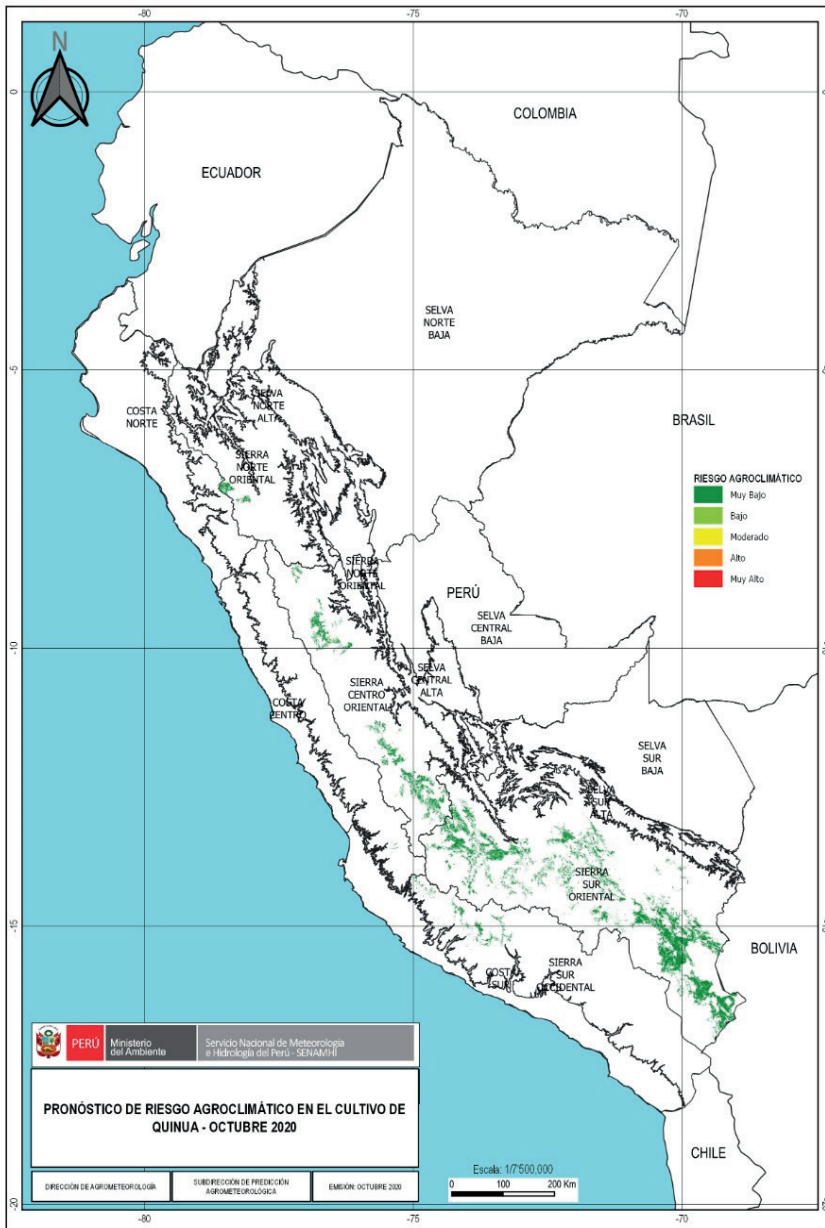 -80
-75
-70
N
0
COLOMBIA
ECUADOR
SELVA
NORTE
BAJA
-5
COSTA
NORTE
SELVA
NORTE
ALTA
BRASIL
SIERRA
NORTE
ORIENTAL
RIESGO AGROCLIMÁTICO
Muy Bajo
Bajo
Moderado
Alto
Muy Alto
SIERRA
NORTE
ORIENTAL
PERÚ
SELVA
CENTRAL
BAJA
-10
SELVA
CENTRAL
ALTA
SIERRA
CENTRO
ORIENTAL
COSTA
CENTRO
SELVA
SUR
BAJA
SELVA
SUR
ALTA
SIERRA
SUR
ORIENTAL
-15
BOLIVIA
COSTA
SUR
SIERRA
SUR
OCCIDENTAL
PERÚ
Ministerio
del Ambiente
Servicio Nacional de Meteorología
e Hidrología del Perú - SENAMHI
PRONÓSTICO DE RIESGO AGROCLIMÁTICO EN EL CULTIVO DE
QUINUA - OCTUBRE 2020
DIRECCIÓN DE AGROMETEOROLOGÍA
SUBDIRECCIÓN DE PREDICCIÓN
AGROMETEOROLÓGICA
EMISIÓN: OCTUBRE 2020
Escala: 1/7'500,000
0 100 200 Km
CHILE
-20
-80
-75
-70